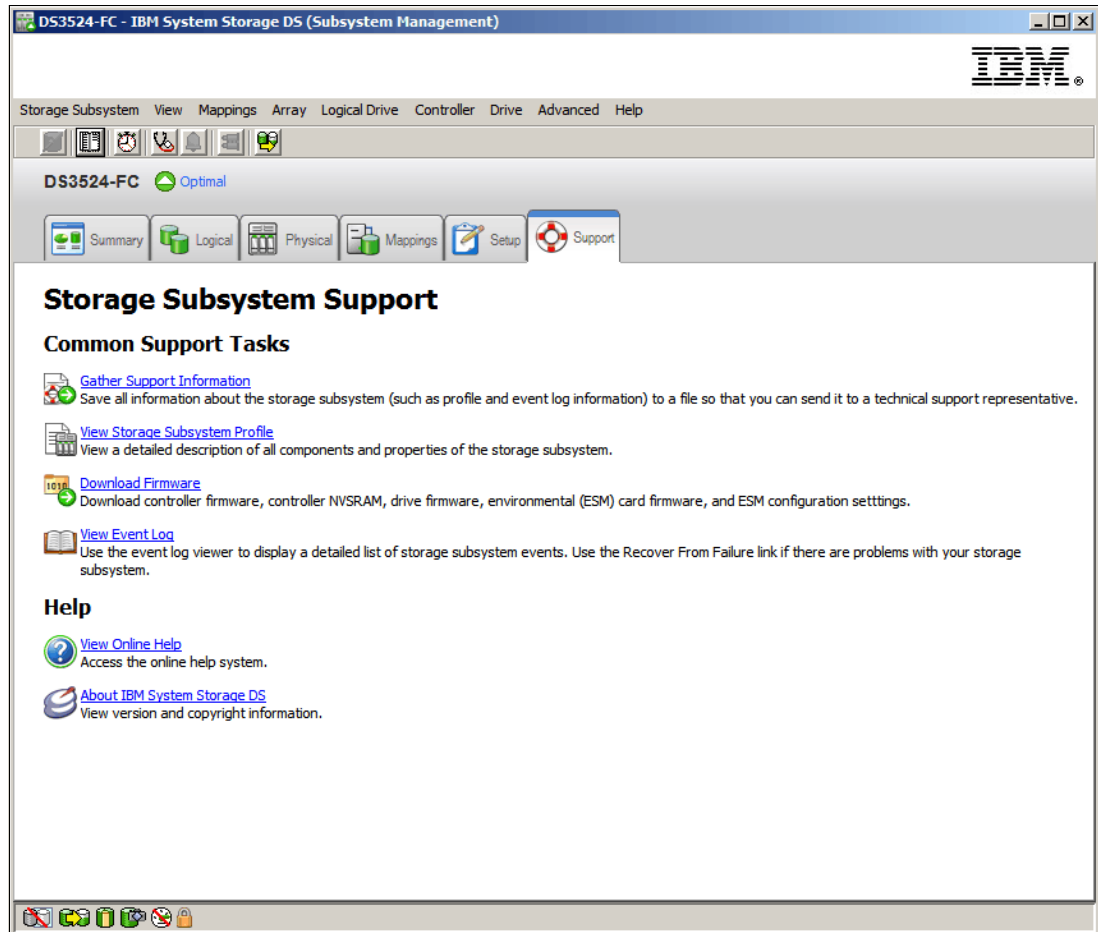 DS3524-FC - IBM System Storage DS (Subsystem Management)
IBM®
Storage Subsystem View Mappings Array Logical Drive Controller Drive Advanced Help
DS3524-FC Optimal
Summary Logical Physical Mappings Setup Support
Storage Subsystem Support
Common Support Tasks
Gather Support Information
Save all information about the storage subsystem (such as profile and event log information) to a file so that you can send it to a technical support representative.
View Storage Subsystem Profile
View a detailed description of all components and properties of the storage subsystem.
Download Firmware
Download controller firmware, controller NVSRAM, drive firmware, environmental (ESM) card firmware, and ESM configuration setttings.
View Event Log
Use the event log viewer to display a detailed list of storage subsystem events. Use the Recover From Failure link if there are problems with your storage
subsystem.
Help
View Online Help
Access the online help system.
About IBM System Storage DS
View version and copyright information.